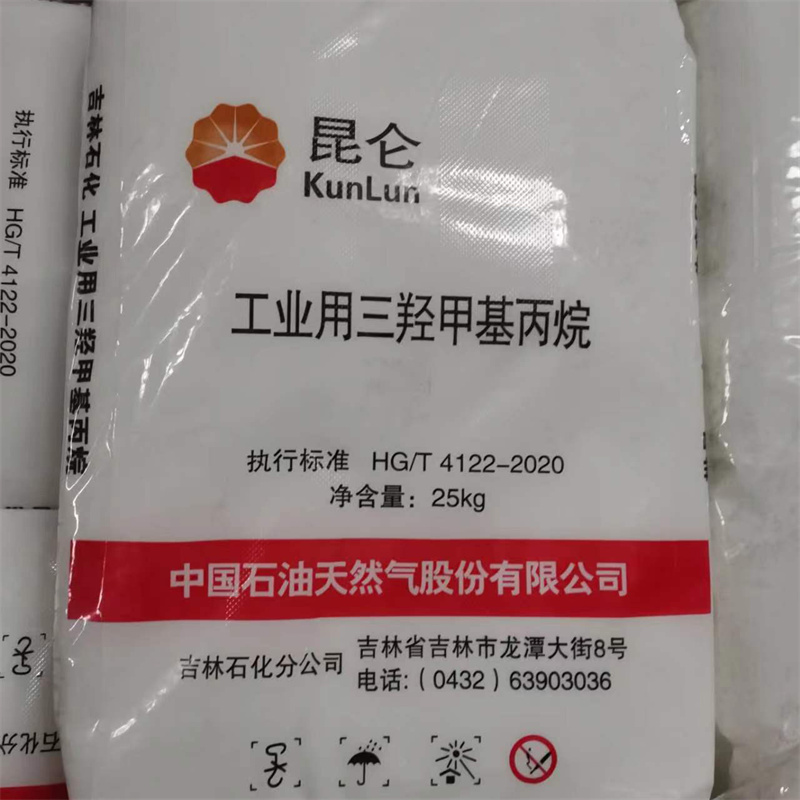 昆仑
KunLun
工业用三羟甲基丙烷
执行标准 HG/T 4122-2020
净含量：25kg
中国石油天然气股份有限公司
吉林石化分公司
吉林省吉林市龙潭大街8号
电话:（0432）63903036
吉林石化 工业用三羟甲基丙烷
执行标准 HG/T 4122-2020
石化分